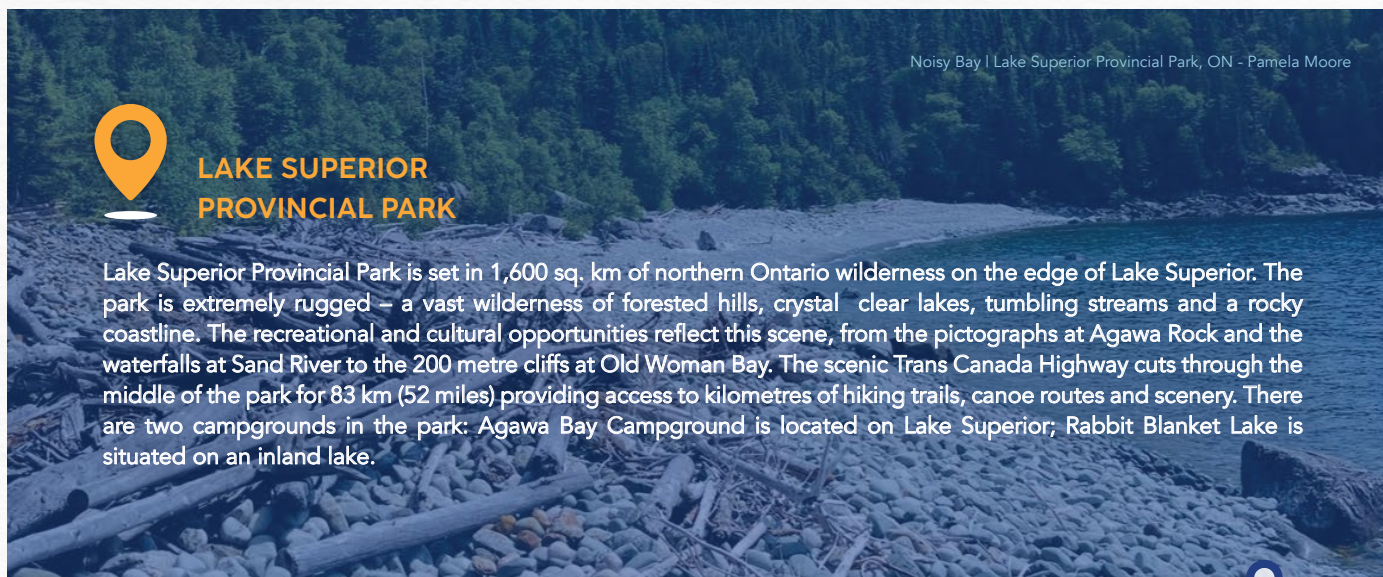 Noisy Bay | Lake Superior Provincial Park, ON - Pamela Moore
LAKE SUPERIOR
PROVINCIAL PARK
Lake Superior Provincial Park is set in 1,600 sq. km of northern Ontario wilderness on the edge of Lake Superior. The
park is extremely rugged – a vast wilderness of forested hills, crystal  clear lakes, tumbling streams and a rocky
coastline. The recreational and cultural opportunities reflect this scene, from the pictographs at Agawa Rock and the
waterfalls at Sand River to the 200 metre cliffs at Old Woman Bay. The scenic Trans Canada Highway cuts through the
middle of the park for 83 km (52 miles) providing access to kilometres of hiking trails, canoe routes and scenery. There
are two campgrounds in the park: Agawa Bay Campground is located on Lake Superior; Rabbit Blanket Lake is
situated on an inland lake.